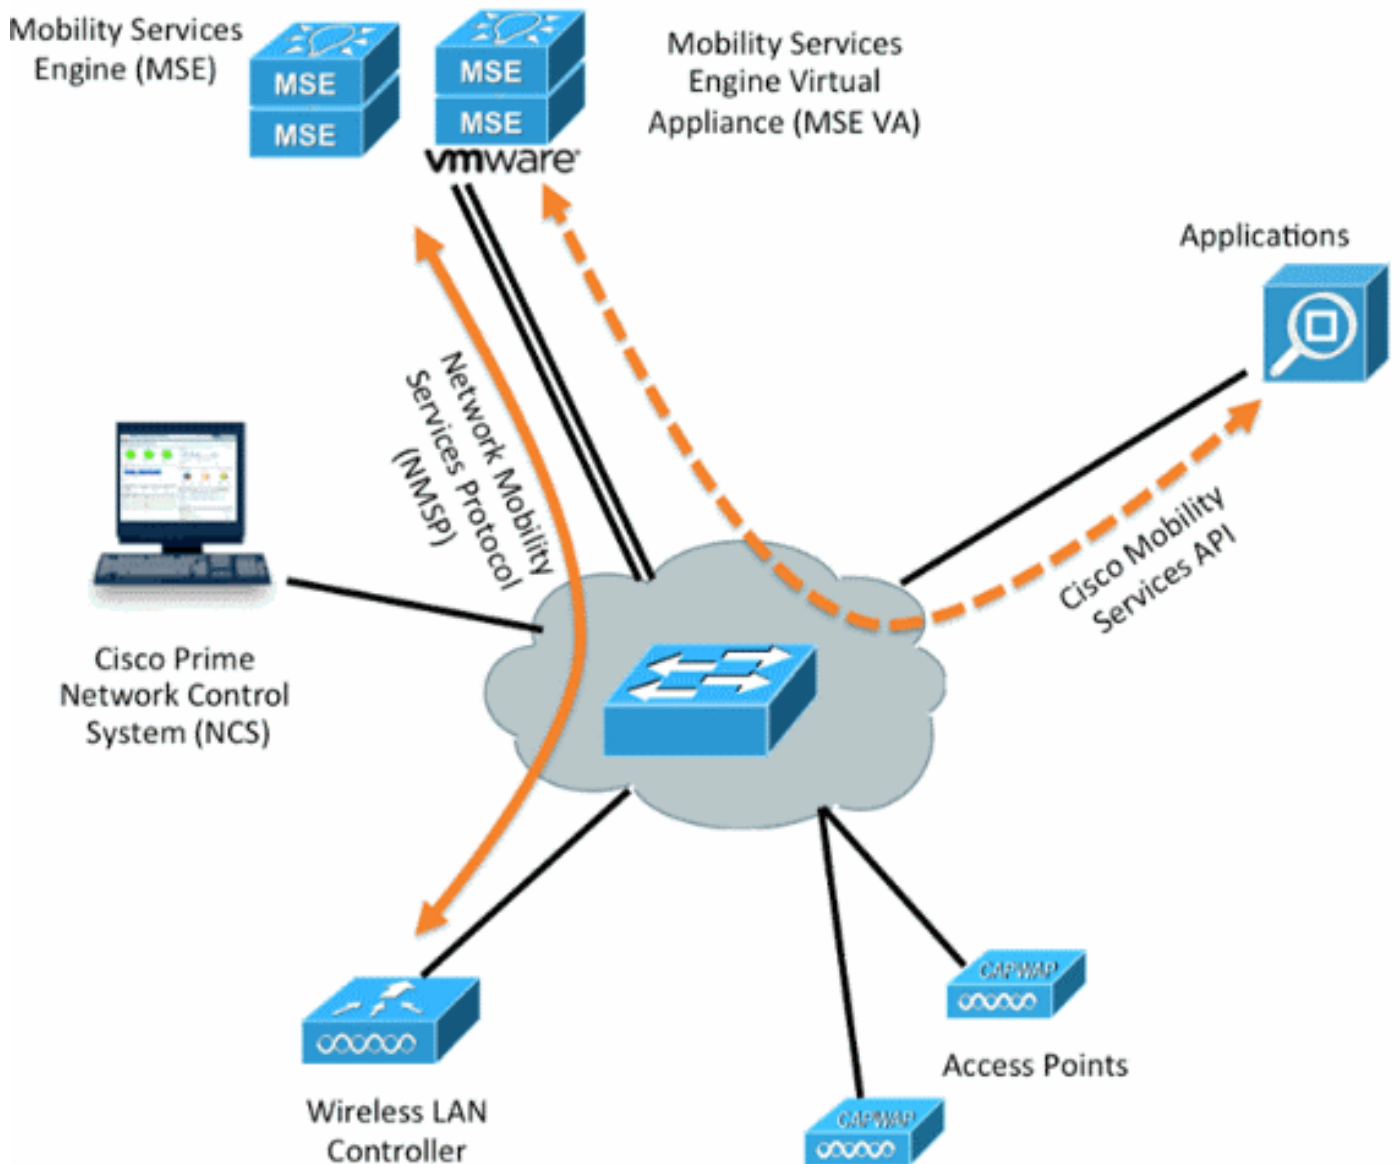 Mobility Services
Engine (MSE)
MSE
MSE
MSE
MSE
vmware
Mobility Services
Engine Virtual
Appliance (MSE VA)
Applications
Network Mobility
Services Protocol
(NMSP)
Cisco Mobility
Services API
Cisco Prime
Network Control
System (NCS)
CAPWAP
Access Points
CAPWAP
Wireless LAN
Controller